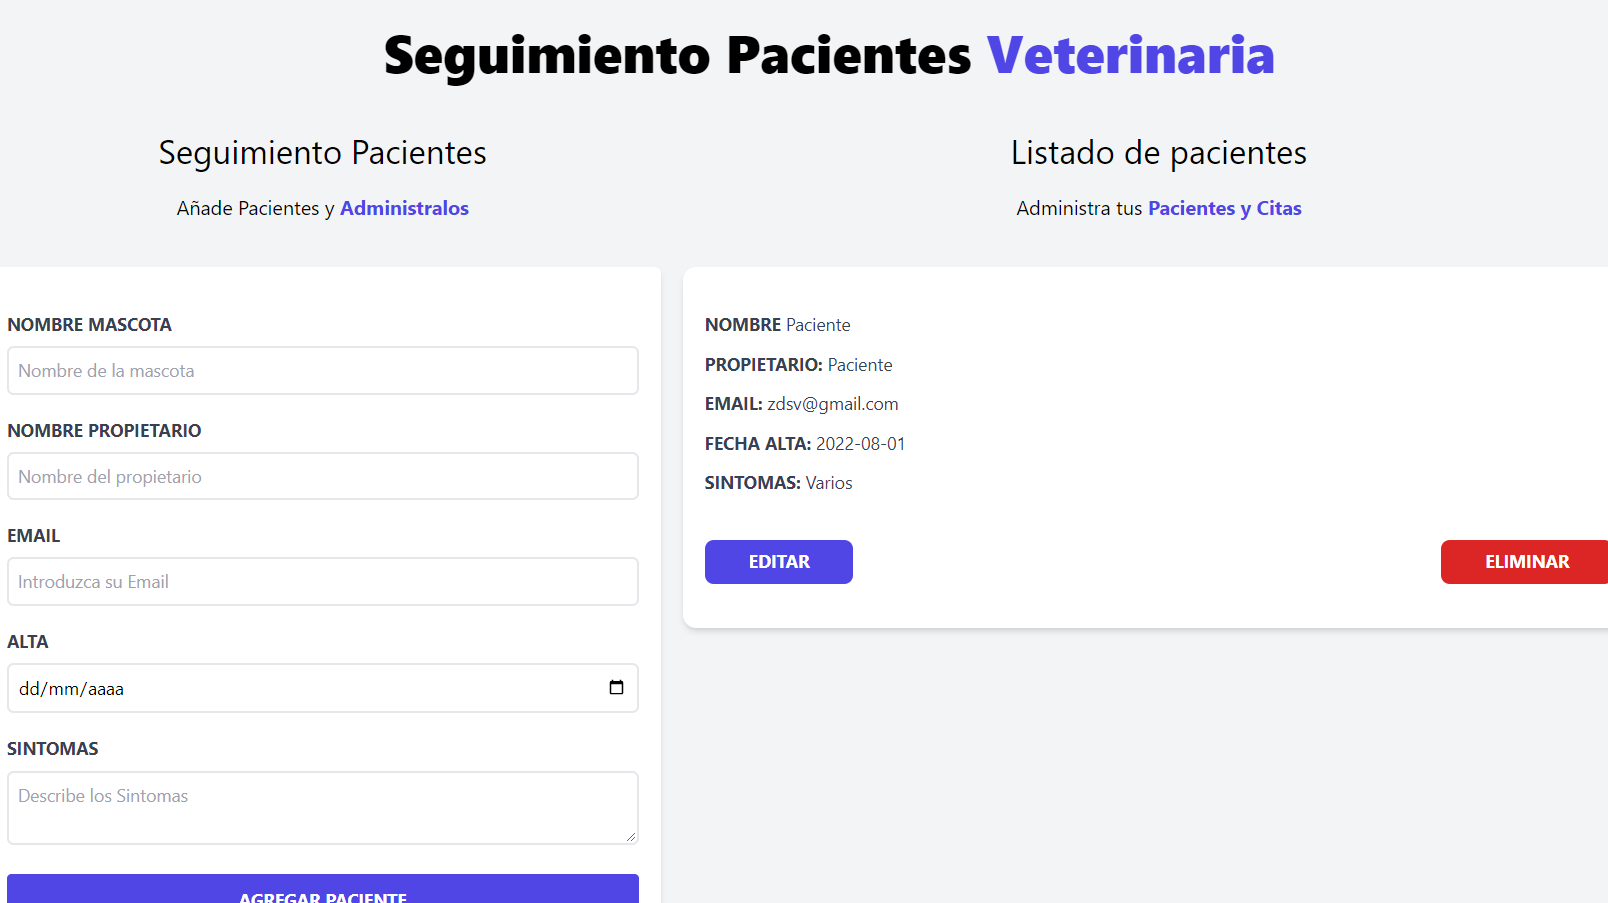 Seguimiento Pacientes Veterinaria
Seguimiento Pacientes
Añade Pacientes y Administralos
NOMBRE MASCOTA
Nombre de la mascota
NOMBRE PROPIETARIO
Nombre del propietario
EMAIL
Introduzca su Email
ALTA
dd/mm/aaaa
SINTOMAS
Describe los Sintomas
AGREGAR PACIENTE
Listado de pacientes
Administra tus Pacientes y Citas
NOMBRE Paciente
PROPIETARIO: Paciente
EMAIL: zdsv@gmail.com
FECHA ALTA: 2022-08-01
SINTOMAS: Varios
EDITAR
ELIMINAR